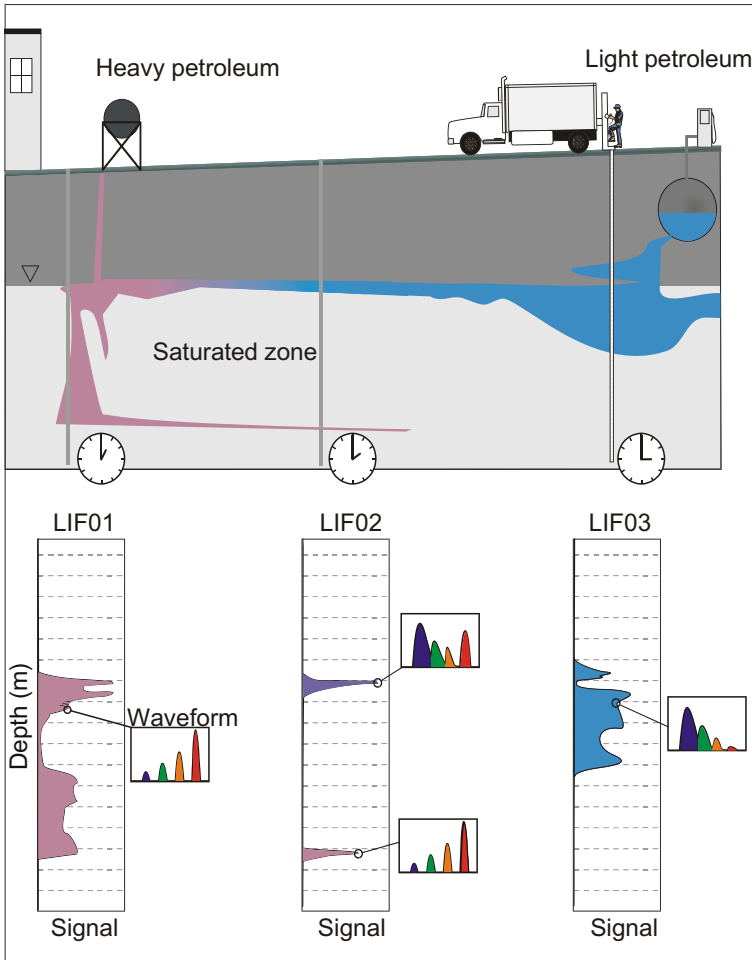 Heavy petroleum
Light petroleum
Saturated zone
LIF01
LIF02
LIF03
Depth (m)
Waveform
Signal
Signal
Signal